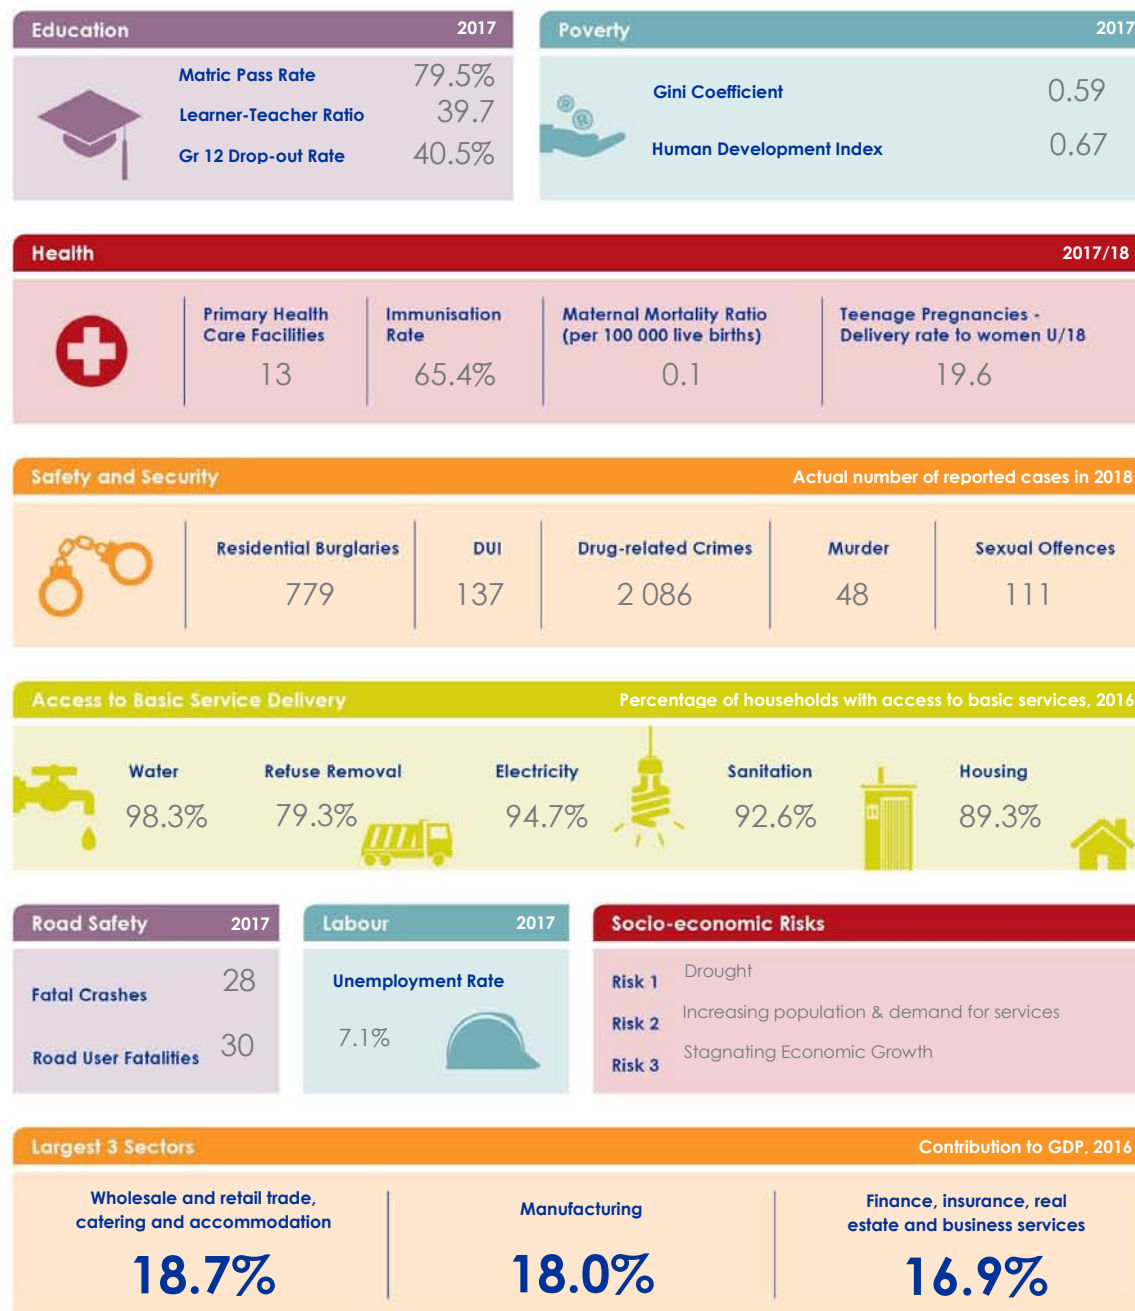 Education 2017
Matric Pass Rate 79.5%
Learner-Teacher Ratio 39.7
Gr 12 Drop-out Rate 40.5%
Poverty 2017
Gini Coefficient 0.59
Human Development Index 0.67
Health 2017/18
Primary Health
Care Facilities
13
Immunisation
Rate
65.4%
Maternal Mortality Ratio
(per 100 000 live births)
0.1
Teenage Pregnancies -
Delivery rate to women U/18
19.6
Safety and Security Actual number of reported cases in 2018
Residential Burglaries
779
DUI
137
Drug-related Crimes
2 086
Murder
48
Sexual Offences
111
Access to Basic Service Delivery Percentage of households with access to basic services, 2016
Water
98.3%
Refuse Removal
79.3%
Electricity
94.7%
Sanitation
92.6%
Housing
89.3%
Road Safety 2017
Fatal Crashes 28
Road User Fatalities 30
Labour 2017
Unemployment Rate
7.1%
Socio-economic Risks
Risk 1 Drought
Risk 2 Increasing population & demand for services
Risk 3 Stagnating Economic Growth
Largest 3 Sectors Contribution to GDP, 2016
Wholesale and retail trade,
catering and accommodation
18.7%
Manufacturing
18.0%
Finance, insurance, real
estate and business services
16.9%